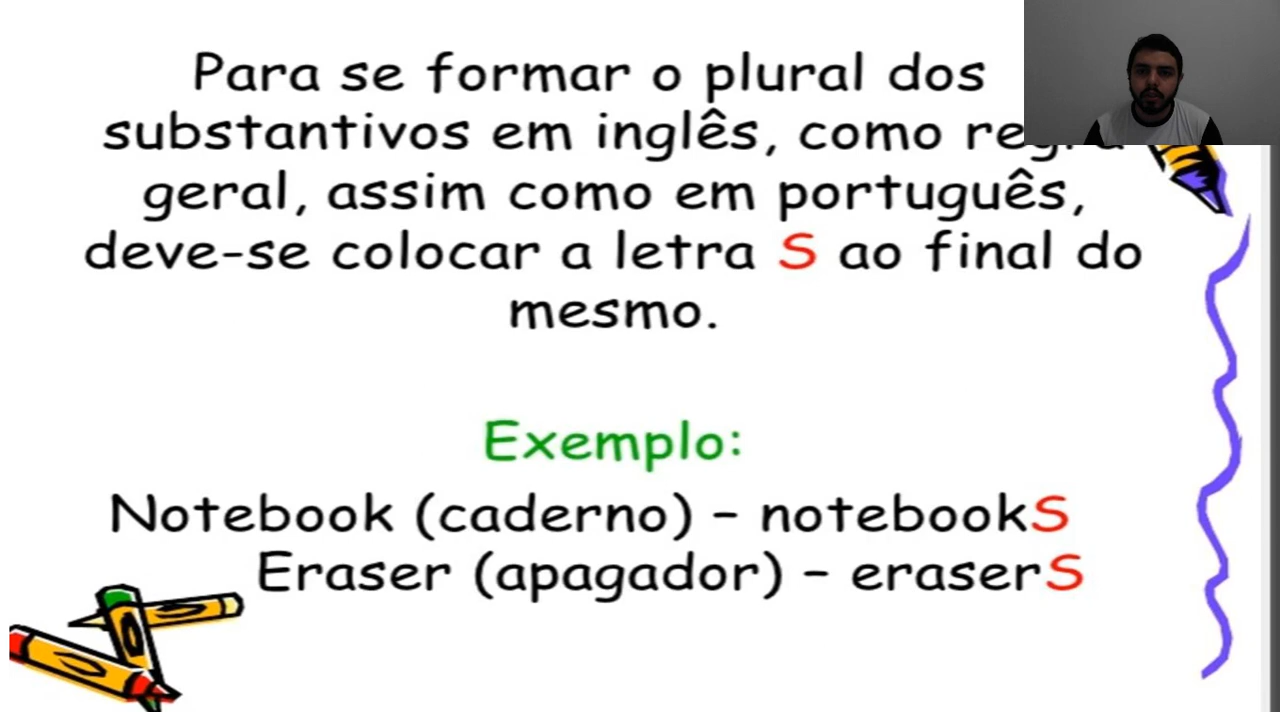 Para se formar o plural dos
substantivos em inglês, como regra
geral, assim como em português,
deve-se colocar a letra S ao final do
mesmo.
Exemplo:
Notebook (caderno) – notebookS
Eraser (apagador) – eraserS